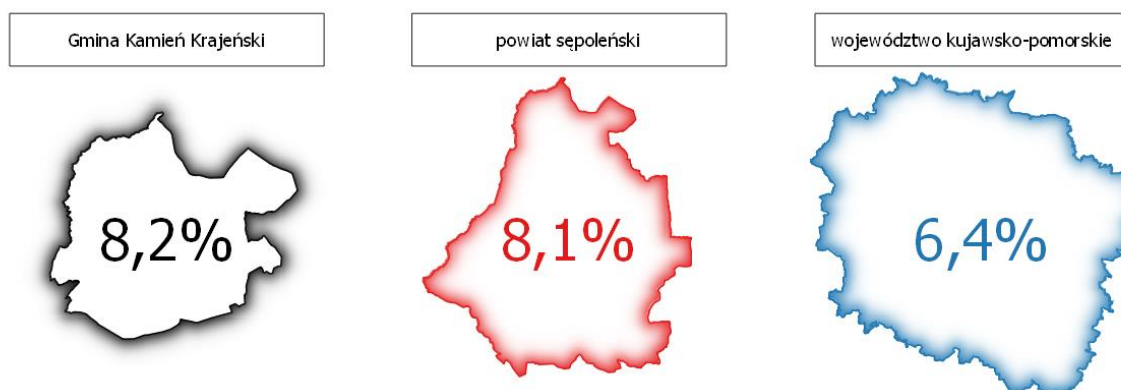 Gmina Kamień Krajeński
powiat sępoleński
województwo kujawsko-pomorskie
8,2%
8,1%
6,4%